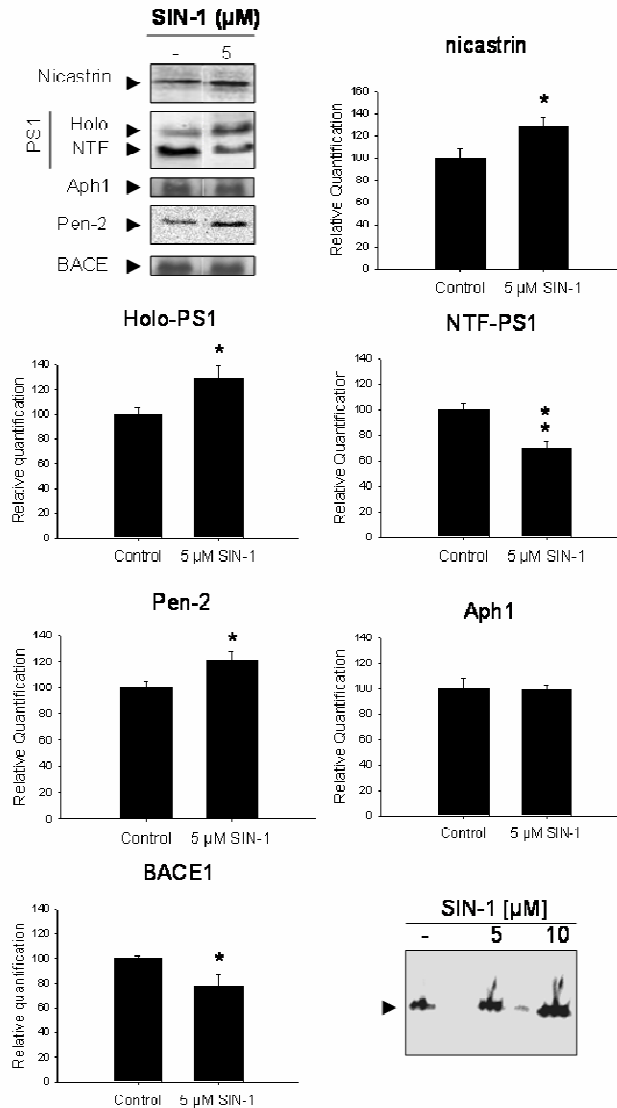 SIN-1 (µM)
- 5
Nicastrin
PS1
Holo
NTF
Aph1
Pen-2
BACE
nicastrin
Relative Quantification
160
140
120
100
80
60
40
20
0
*
Control 5 µM SIN-1
Holo-PS1
Relative quantification
140
120
100
80
60
40
20
0
*
Control 5 µM SIN-1
NTF-PS1
Relative Quantification
140
120
100
80
60
40
20
0
*
*
Control 5 µM SIN-1
Pen-2
Relative Quantification
140
120
100
80
60
40
20
0
*
Control 5 µM SIN-1
Aph1
Relative Quantification
140
120
100
80
60
40
20
0
Control 5 µM SIN-1
BACE1
Relative quantification
140
120
100
80
60
40
20
0
*
Control 5 µM SIN-1
SIN-1 [µM]
- 5 10